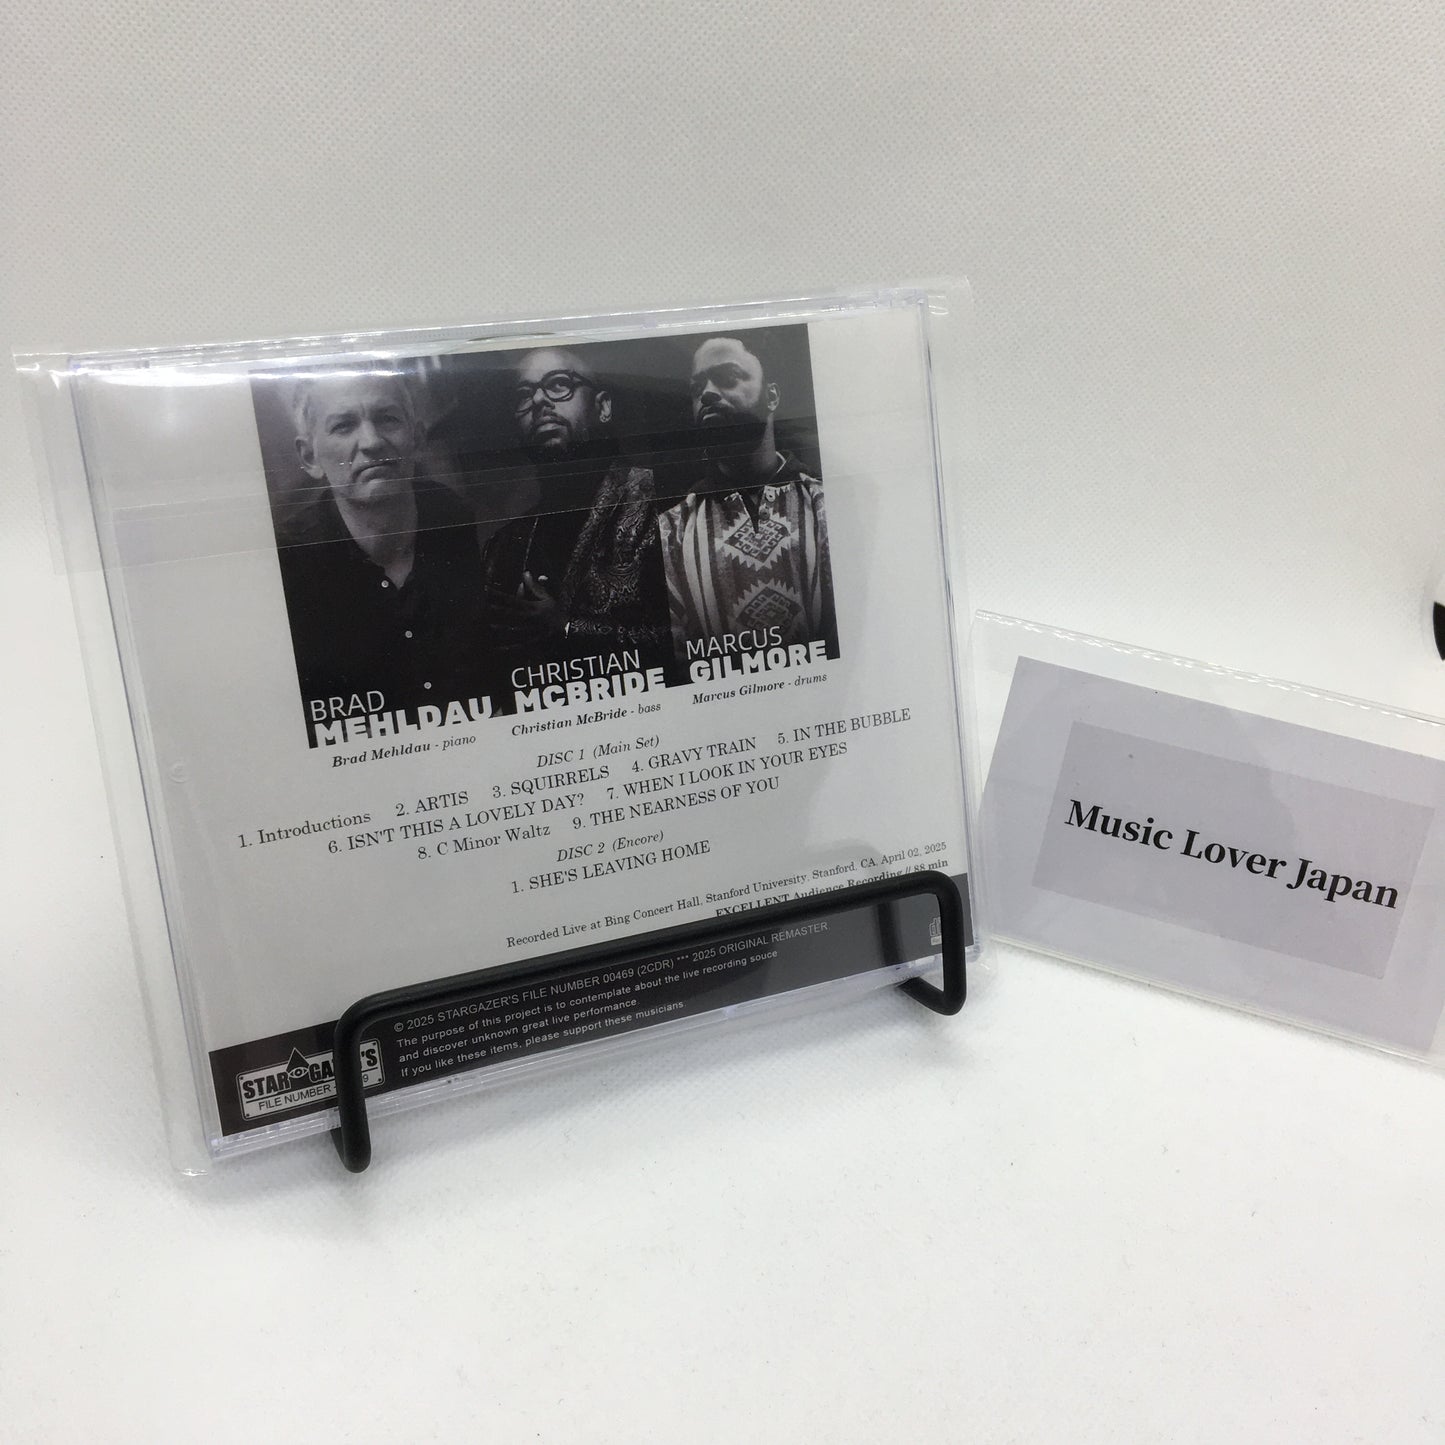 BRAD
MEHLDAU
CHRISTIAN
MCBRIDE
MARCUS
GILMORE
Brad Mehldau - piano
Christian McBride - bass
Marcus Gilmore - drums
DISC 1 (Main Set)
1. Introductions 2. ARTIS 3. SQUIRRELS 4. GRAVY TRAIN 5. IN THE BUBBLE
6. ISN'T THIS A LOVELY DAY? 7. WHEN I LOOK IN YOUR EYES
8. C Minor Waltz 9. THE NEARNESS OF YOU
DISC 2 (Encore)
1. SHE'S LEAVING HOME
Recorded Live at Bing Concert Hall, Stanford University, Stanford, CA, April 02, 2025
EXCELLENT Audience Recording // 88 min
© 2025 STARGAZER'S FILE NUMBER 00469 (2CDR) *** 2025 ORIGINAL REMASTER
The purpose of this project is to contemplate about the live recording souce
and discover unknown great live performance
If you like these items, please support these musicians
STAR GAZER'S
FILE NUMBER
Music Lover Japan